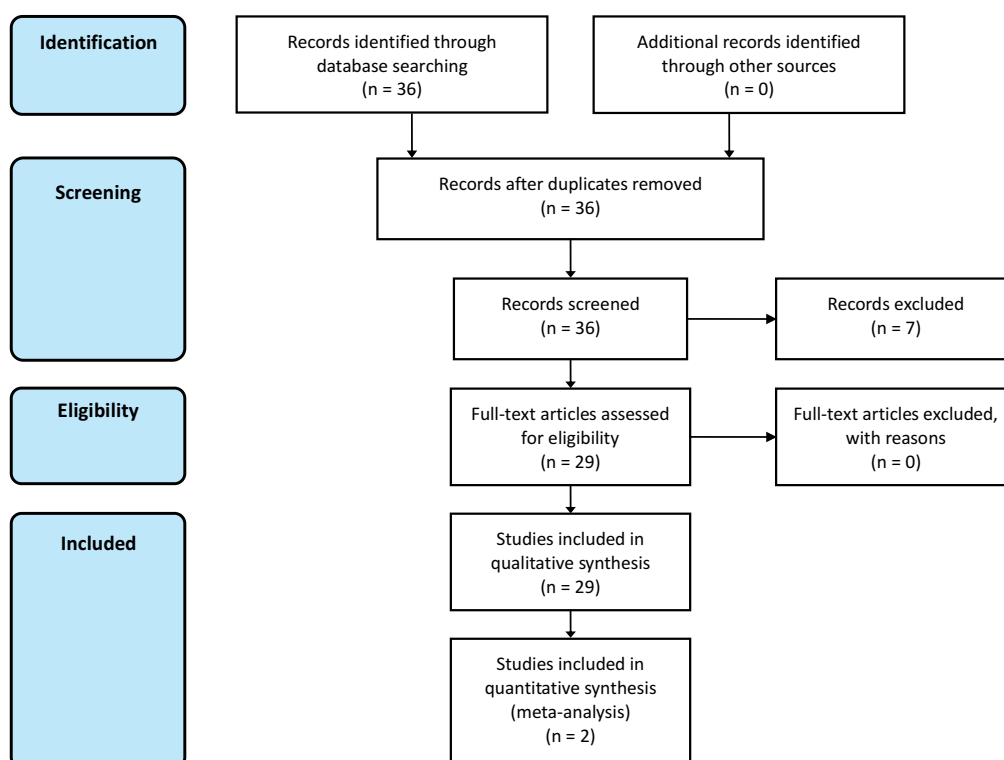 Identification
Records identified through
database searching
(n = 36)
Additional records identified
through other sources
(n = 0)
Screening
Records after duplicates removed
(n = 36)
Records screened
(n = 36)
Records excluded
(n = 7)
Eligibility
Full-text articles assessed
for eligibility
(n = 29)
Full-text articles excluded,
with reasons
(n = 0)
Included
Studies included in
qualitative synthesis
(n = 29)
Studies included in
quantitative synthesis
(meta-analysis)
(n = 2)